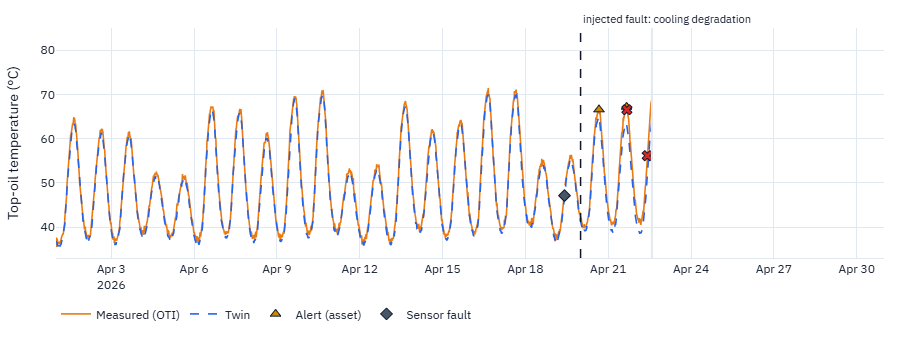 injected fault: cooling degradation
Top-oil temperature (°C)
80
70
60
50
40
Apr 3
2026
Apr 6
Apr 9
Apr 12
Apr 15
Apr 18
Apr 21
Apr 24
Apr 27
Apr 30
Measured (OTI)
Twin
Alert (asset)
Sensor fault